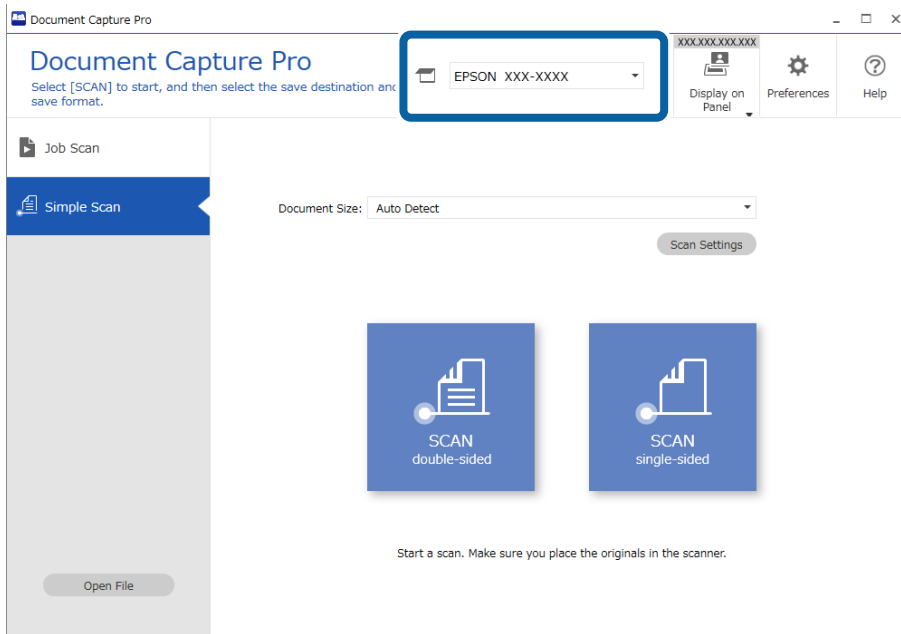 Document Capture Pro
Document Capture Pro
Select [SCAN] to start, and then select the save destination and
save format.
EPSON XXX-XXXX
XXX.XXX.XXX.XXX
Display on
Panel
Preferences
Help
Job Scan
Simple Scan
Document Size: Auto Detect
Scan Settings
SCAN
double-sided
SCAN
single-sided
Start a scan. Make sure you place the originals in the scanner.
Open File